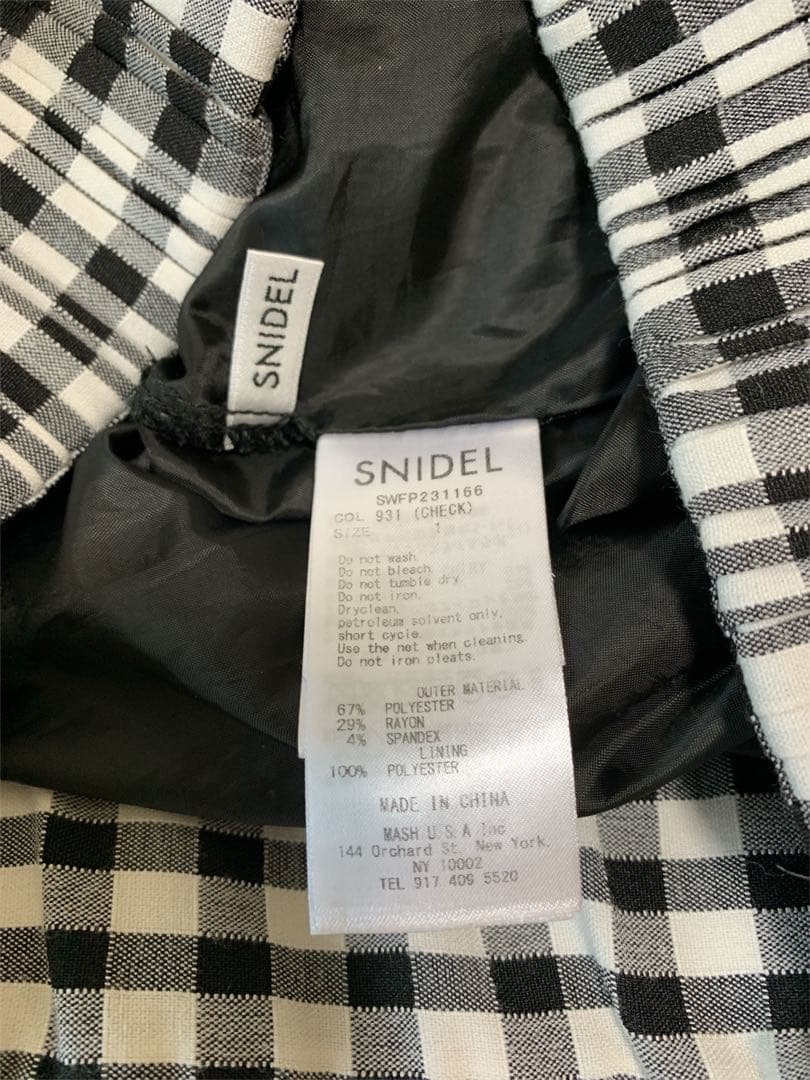 SNIDEL
SNIDEL
SWFP231166
COL 931 (CHECK)
SIZE 1
Do not wash.
Do not bleach.
Do not tumble dry.
Do not iron.
Dryclean,
petroleum solvent only,
short cycle.
Use the net when cleaning.
Do not iron pleats.
OUTER MATERIAL
67% POLYESTER
29% RAYON
4% SPANDEX
LINING
100% POLYESTER
MADE IN CHINA
MASH U S A Inc
144 Orchard St. New York.
NY 10002
TEL 917 409 5520